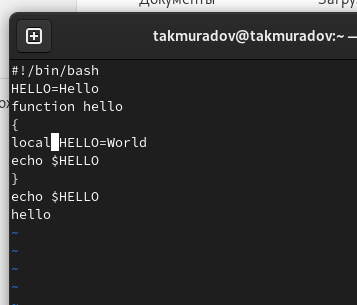 Документы
takmuradov@takmuradov:~ —
#!/bin/bash
HELLO=Hello
function hello
{
local HELLO=World
echo $HELLO
}
echo $HELLO
hello
~
~
~
~
~